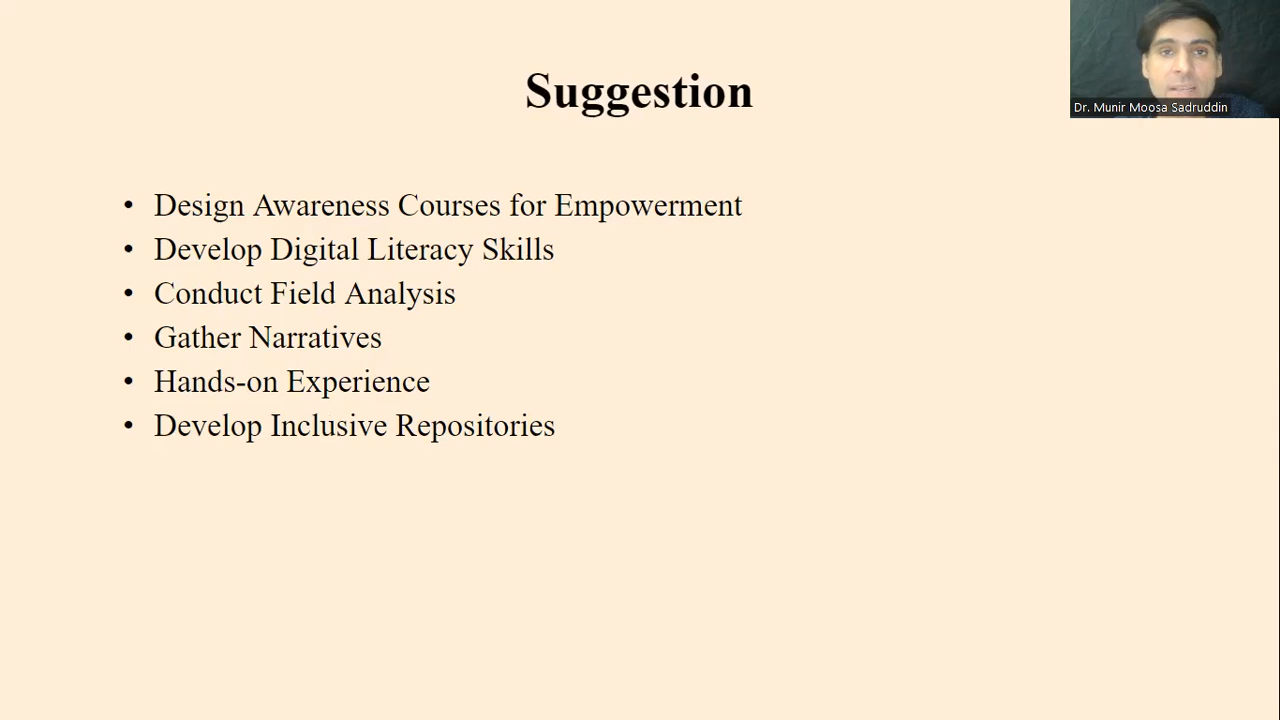 Suggestion
Dr. Munir Moosa Sadruddin
• Design Awareness Courses for Empowerment
• Develop Digital Literacy Skills
• Conduct Field Analysis
• Gather Narratives
• Hands-on Experience
• Develop Inclusive Repositories